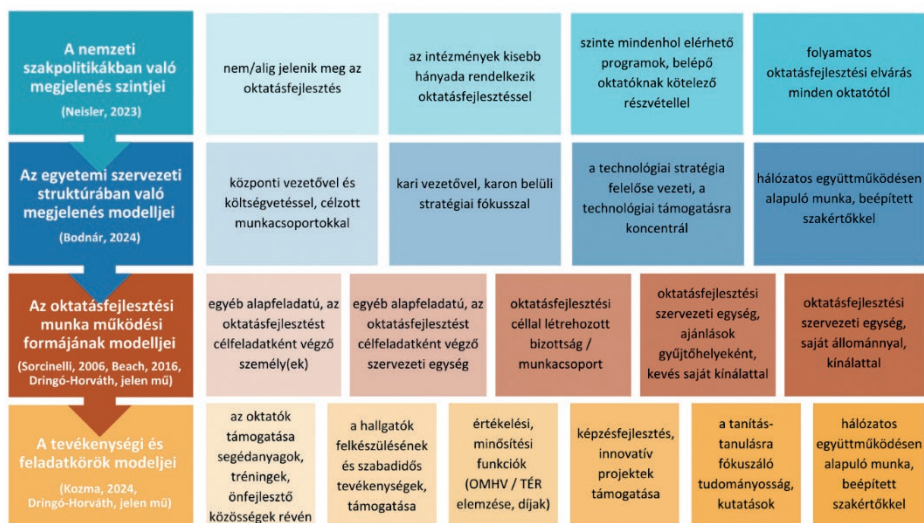 A nemzeti
szakpolitikákban való
megjelenés szintjei
(Neisler, 2023)
nem/alig jelenik meg az
oktatásfejlesztés
az intézmények kisebb
hányada rendelkezik
oktatásfejlesztéssel
szinte mindenhol elérhető
programok, belépő
oktatóknak kötelező
részvétellel
folyamatos
oktatásfejlesztési elvárás
minden oktatótól
Az egyetemi szervezeti
struktúrában való
megjelenés modelljei
(Bodnár, 2024)
központi vezetővel és
költségvetéssel, célzott
munkacsoportokkal
kari vezetővel, karon belüli
stratégiai fókusszal
a technológiai stratégia
felelőse vezeti, a
technológiai támogatásra
koncentrál
hálózatos együttműködésen
alapuló munka, beépített
szakértőkkel
Az oktatásfejlesztési
munka működési
formájának modelljei
(Sorcinelli, 2006, Beach, 2016,
Dringó-Horváth, jelen mű)
egyéb alapfeladatú, az
oktatásfejlesztést
célfeladatként végző
személy(ek)
egyéb alapfeladatú, az
oktatásfejlesztést
célfeladatként végző
szervezeti egység
oktatásfejlesztési
céllal létrehozott
bizottság /
munkacsoport
oktatásfejlesztési
szervezeti egység,
ajánlások
gyűjtőhelyeként,
kevés saját kínálattal
oktatásfejlesztési
szervezeti egység,
saját állománnyal,
kínálattal
A tevékenységi és
feladatkörök modeljei
(Kozma, 2024,
Dringó-Horváth, jelen mű)
az oktatók
támogatása
segédanyagok,
tréningek,
önfejlesztő
közösségek révén
a hallgatók
felkészülésének
és szabadidős
tevékenységek,
támogatása
értékelési,
minősítési
funkciók
(OMHV / TÉR
elemzése, díjak)
képzésfejlesztés,
innovatív
projektek
támogatása
a tanítás-
tanulásra
fókuszáló
tudományosság,
kutatások
hálózatos
együttműködésen
alapuló munka,
beépített
szakértőkkel